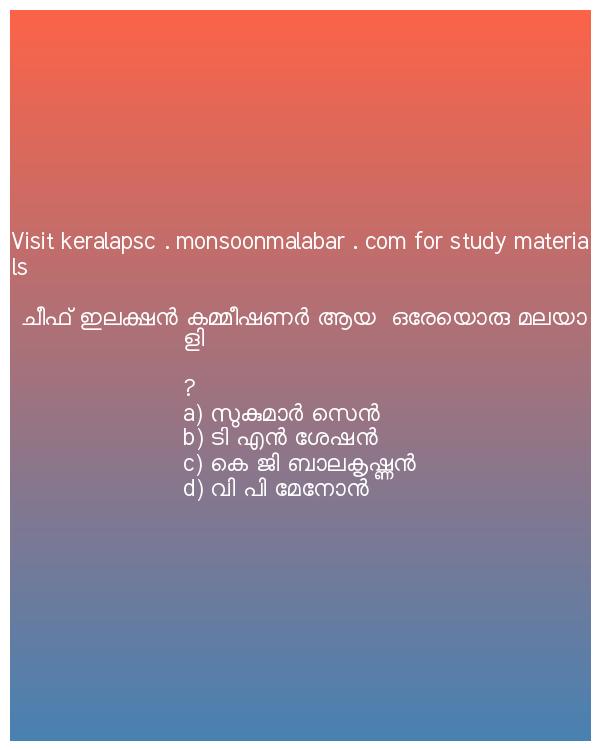 Visit keralapsc . monsoonmalabar . com for study materia
ls
ചീഫ് ഇലക്ഷൻ കമ്മീഷണർ ആയ ഒരേയൊരു മലയാ
ളി
?
a) സുകുമാർ സെൻ
b) ടി എൻ ശേഷൻ
c) കെ ജി ബാലകൃഷ്ണൻ
d) വി പി മേനോൻ